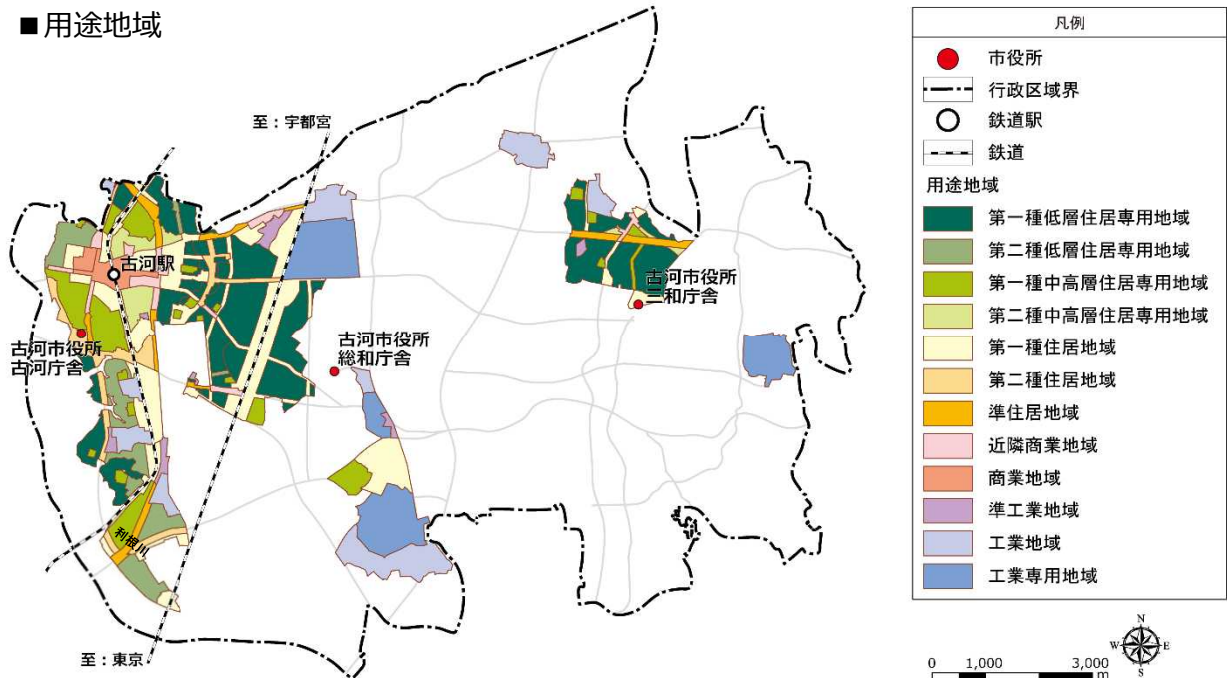 ■用途地域
至：宇都宮
古河駅
古河市役所
古河庁舎
古河市役所
総和庁舎
古河市役所
三和庁舎
利根川
至：東京
凡例
市役所
行政区域界
鉄道駅
鉄道
用途地域
第一種低層住居専用地域
第二種低層住居専用地域
第一種中高層住居専用地域
第二種中高層住居専用地域
第一種住居地域
第二種住居地域
準住居地域
近隣商業地域
商業地域
準工業地域
工業地域
工業専用地域
N
W E
S
0 1,000 3,000
m